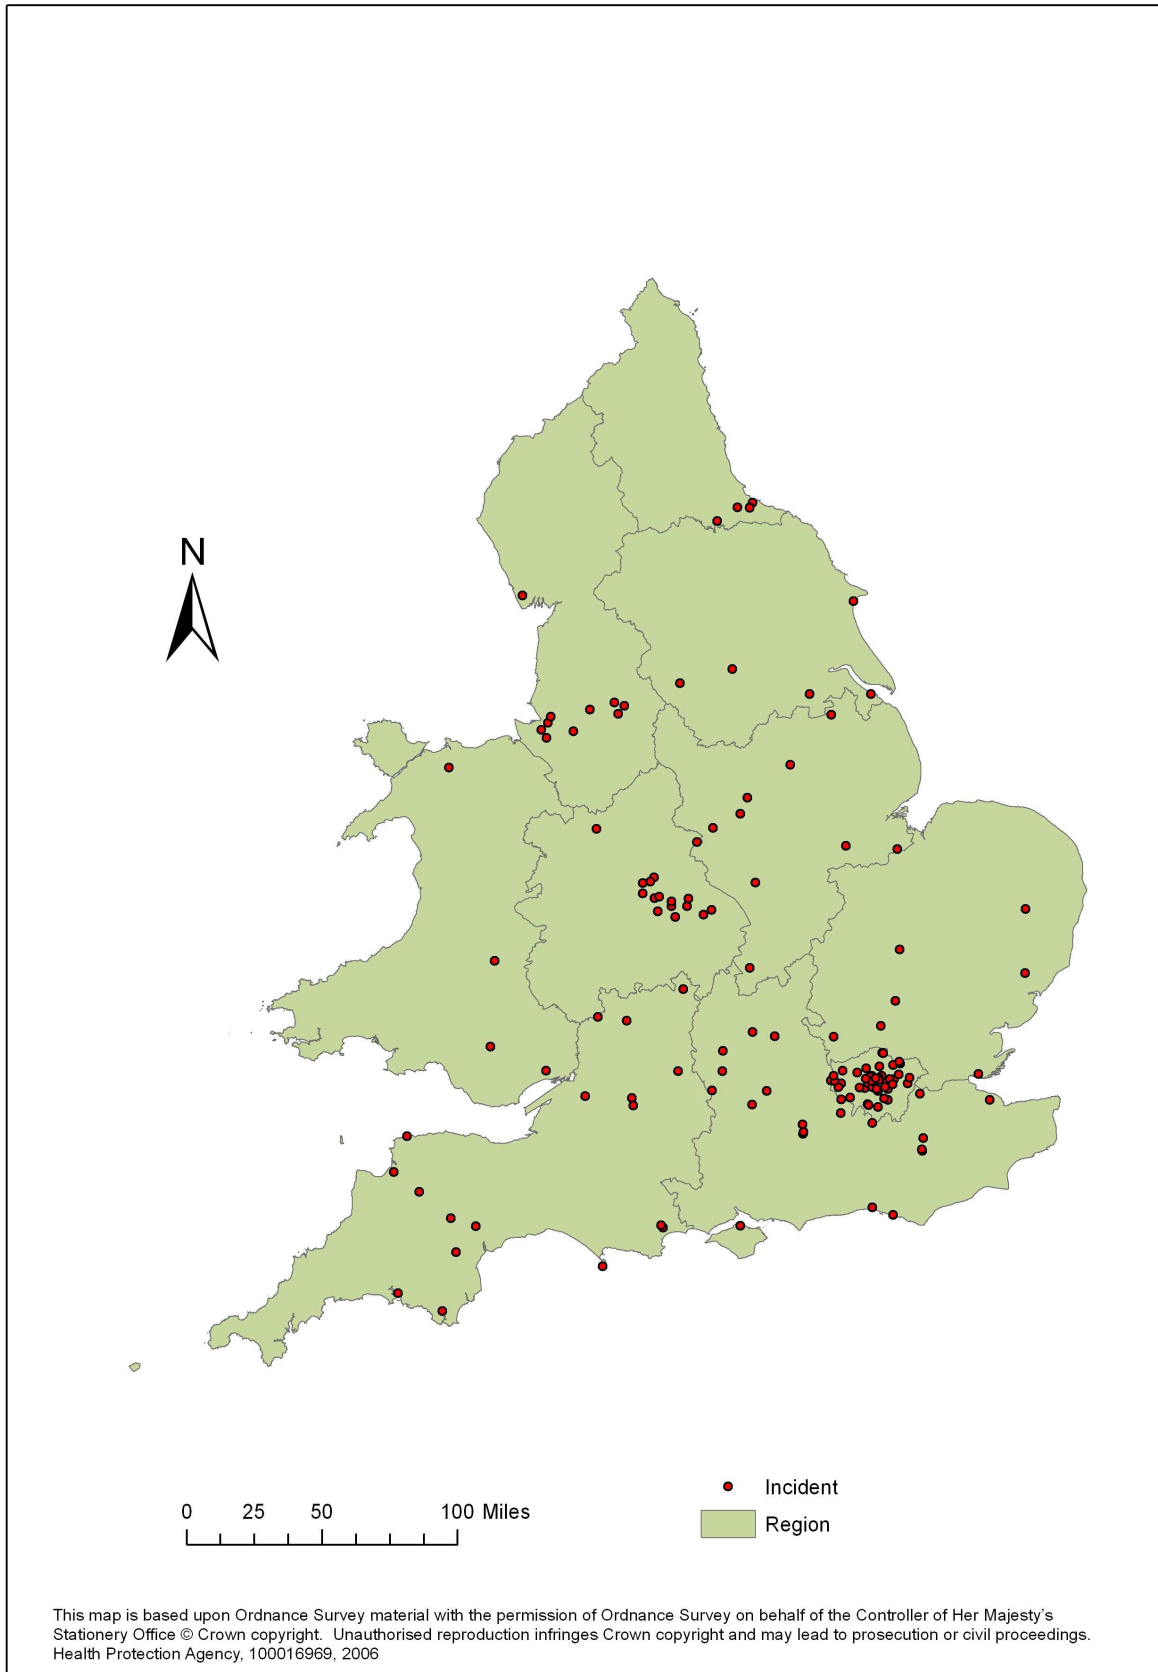 N
0 25 50 100 Miles
Incident
Region
This map is based upon Ordnance Survey material with the permission of Ordnance Survey on behalf of the Controller of Her Majesty's
Stationery Office © Crown copyright. Unauthorised reproduction infringes Crown copyright and may lead to prosecution or civil proceedings.
Health Protection Agency, 100016969, 2006